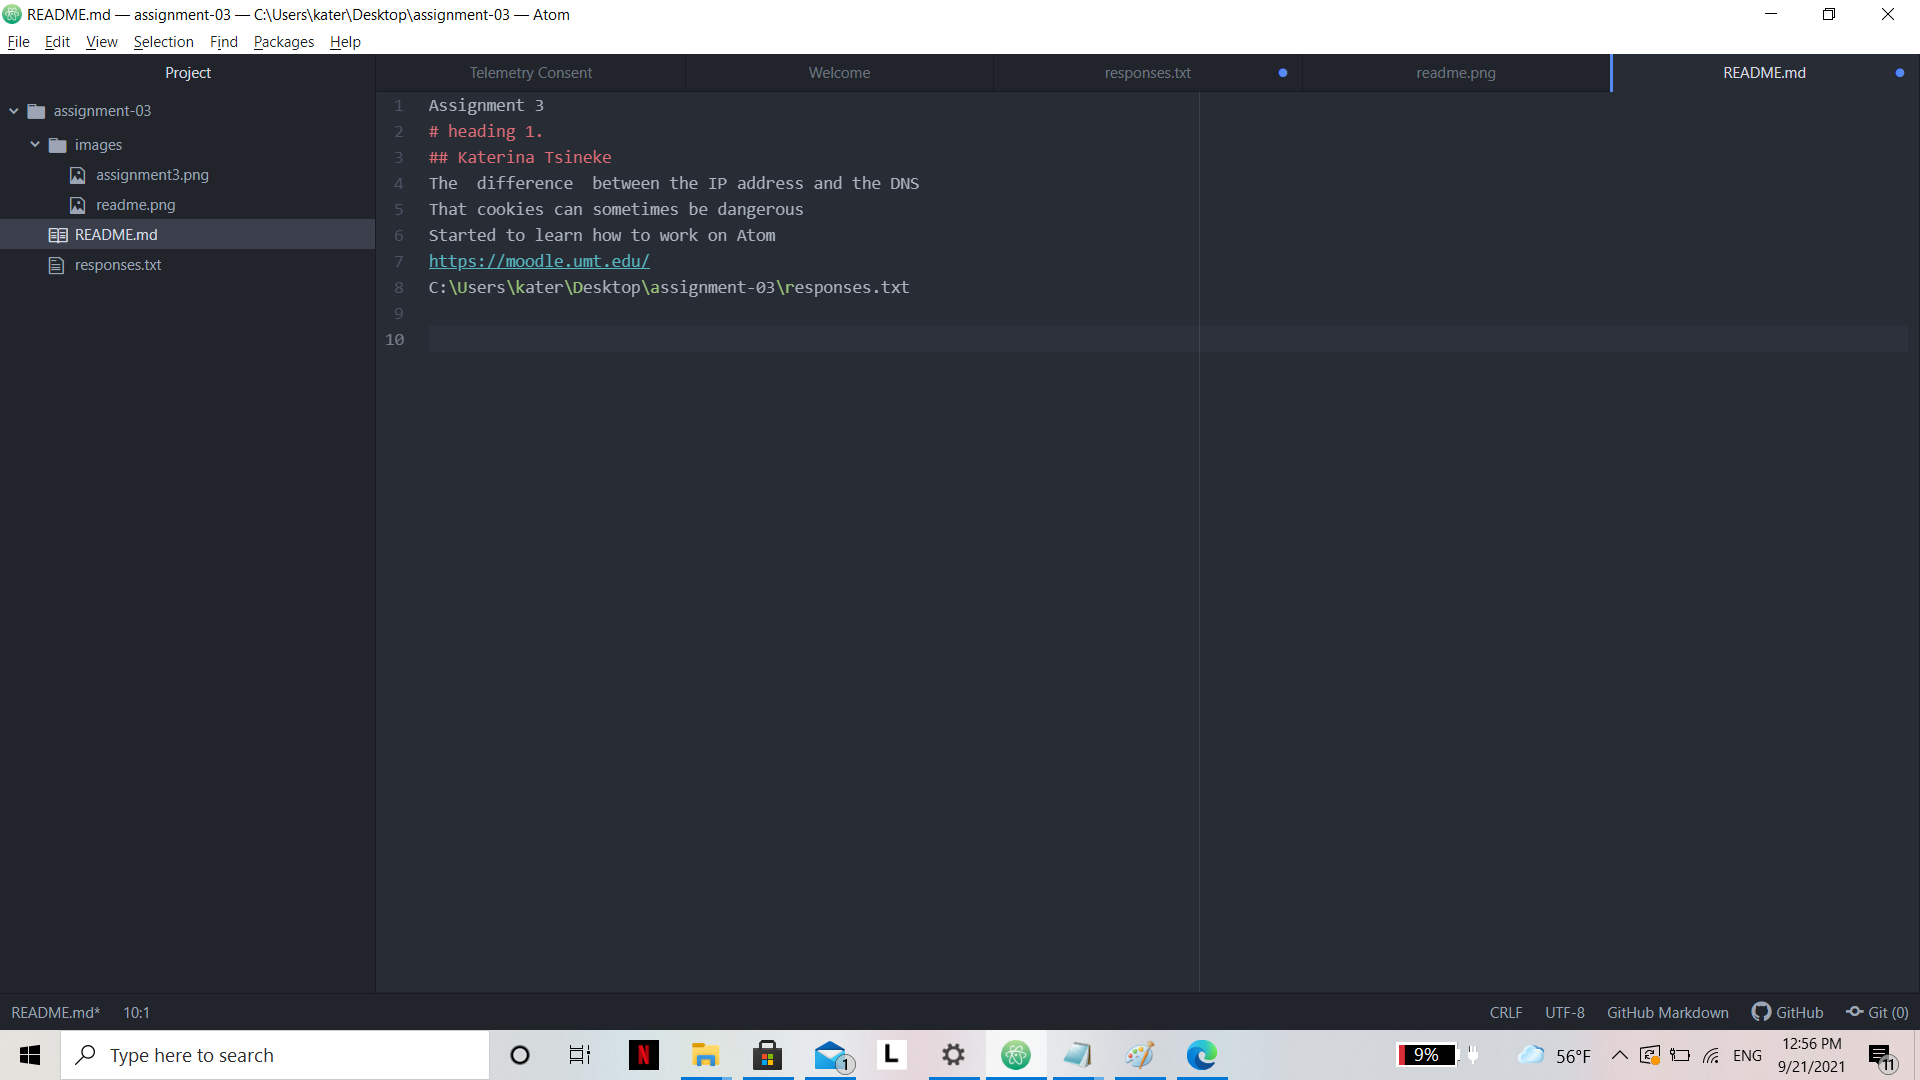 README.md — assignment-03 — C:\Users\kater\Desktop\assignment-03 — Atom
File Edit View Selection Find Packages Help
Project
Telemetry Consent
Welcome
responses.txt
readme.png
README.md
assignment-03
images
assignment3.png
readme.png
README.md
responses.txt
1 Assignment 3
2 # heading 1.
3 ## Katerina Tsineke
4 The  difference  between the IP address and the DNS
5 That cookies can sometimes be dangerous
6 Started to learn how to work on Atom
7 https://moodle.umt.edu/
8 C:\Users\kater\Desktop\assignment-03\responses.txt
9
10
README.md* 10:1 CRLF UTF-8 GitHub Markdown GitHub Git (0)
Type here to search
N
1
L
9%
56°F
ENG
12:56 PM
9/21/2021
11